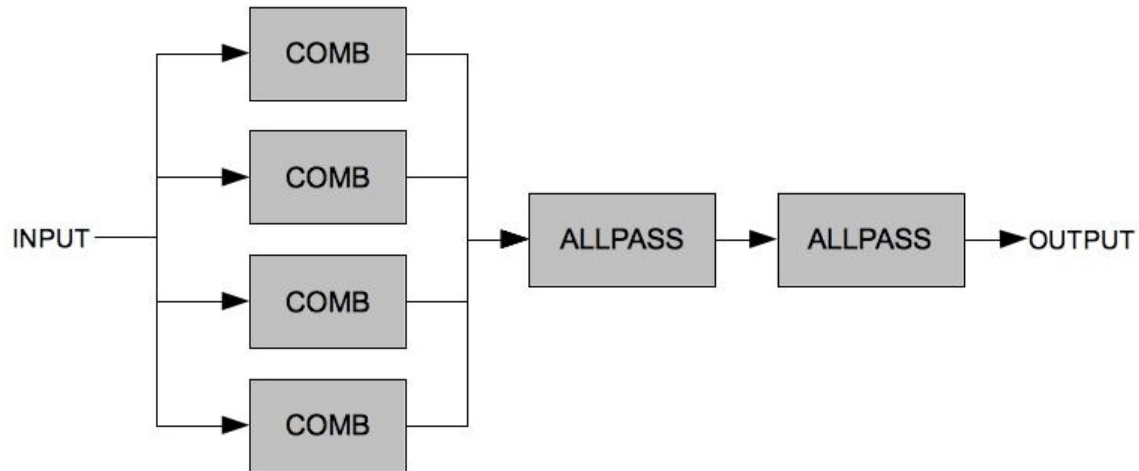 COMB
COMB
INPUT
ALLPASS
ALLPASS
OUTPUT
COMB
COMB